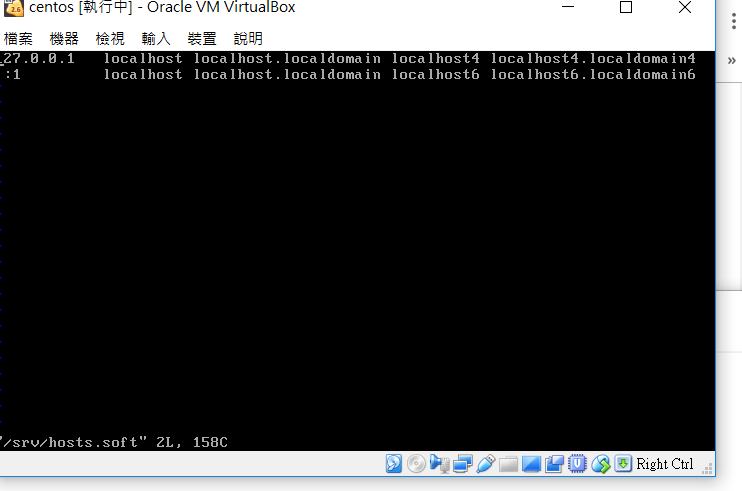 centos [執行中] - Oracle VM VirtualBox
檔案 機器 檢視 輸入 裝置 說明
27.0.0.1 localhost localhost.localdomain localhost4 localhost4.localdomain4
:1 localhost localhost.localdomain localhost6 localhost6.localdomain6
"/srv/hosts.soft" 2L, 158C
Right Ctrl